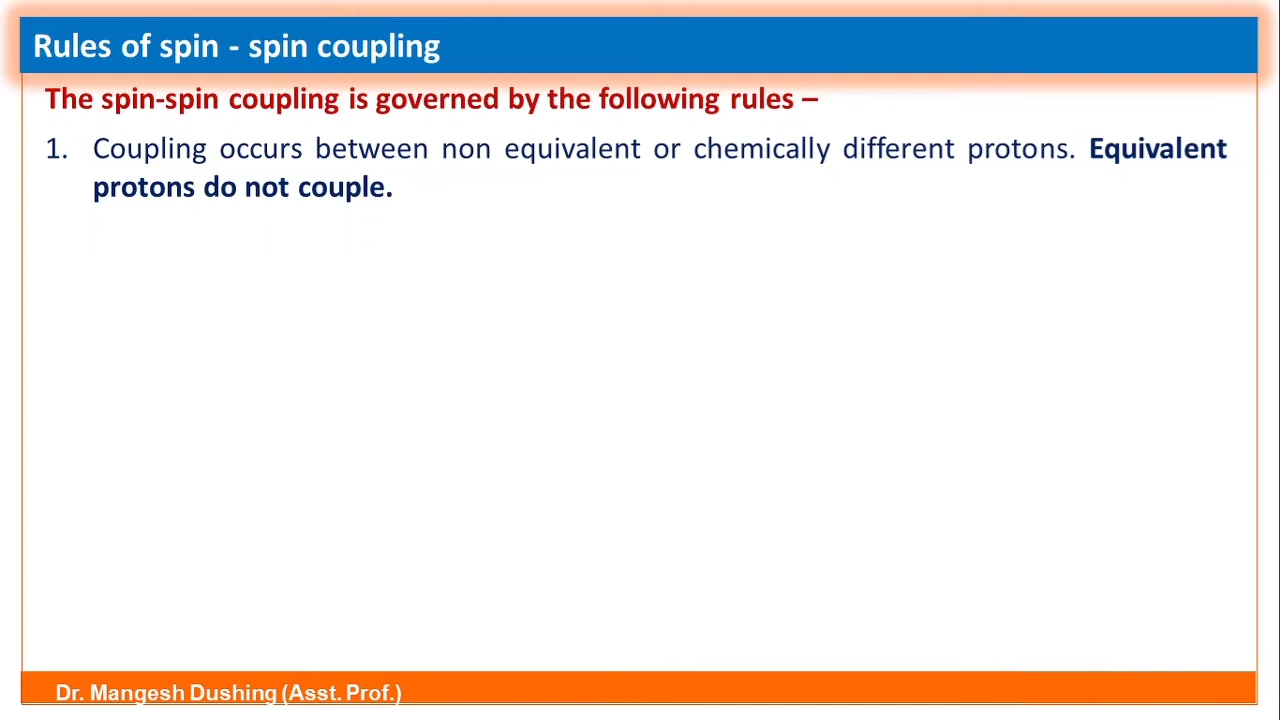 Rules of spin - spin coupling
The spin-spin coupling is governed by the following rules –
1. Coupling occurs between non equivalent or chemically different protons. Equivalent
protons do not couple.
Dr. Mangesh Dushing (Asst. Prof.)